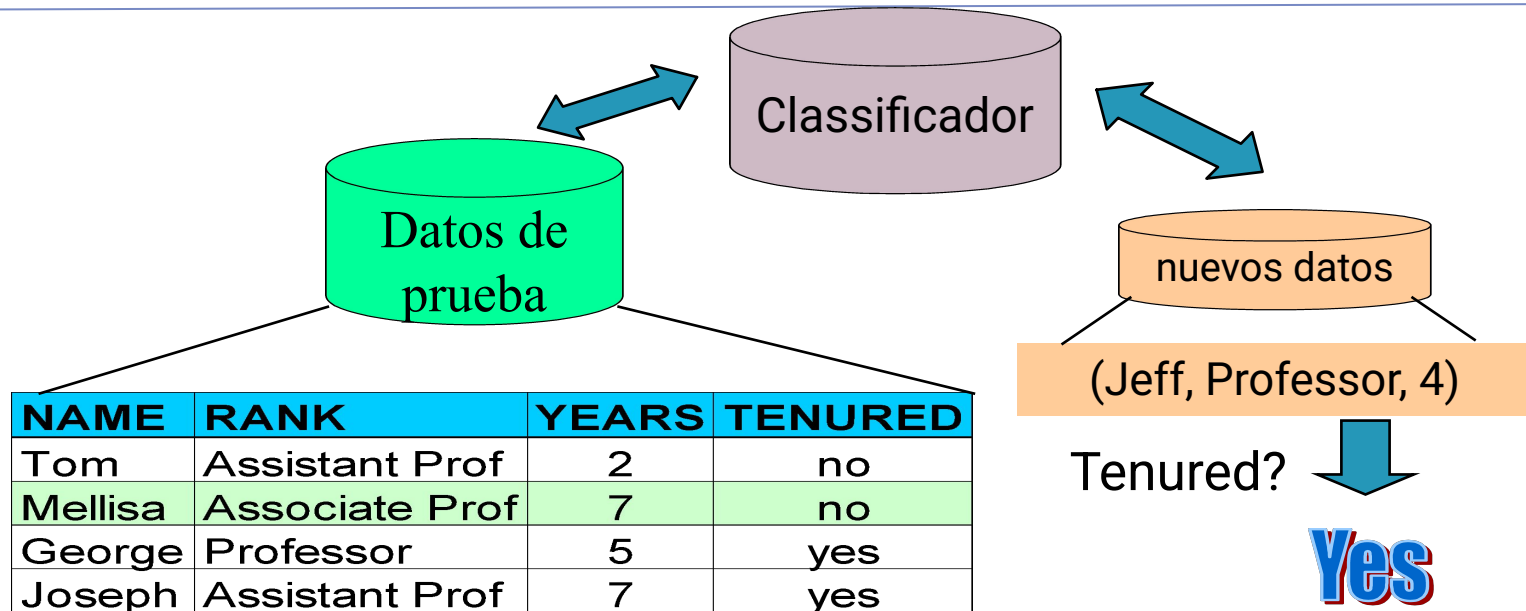 Classificador
Datos de
prueba
nuevos datos
(Jeff, Professor, 4)
Tenured?
Yes
NAME RANK YEARS TENURED
Tom Assistant Prof 2 no
Mellisa Associate Prof 7 no
George Professor 5 yes
Joseph Assistant Prof 7 yes